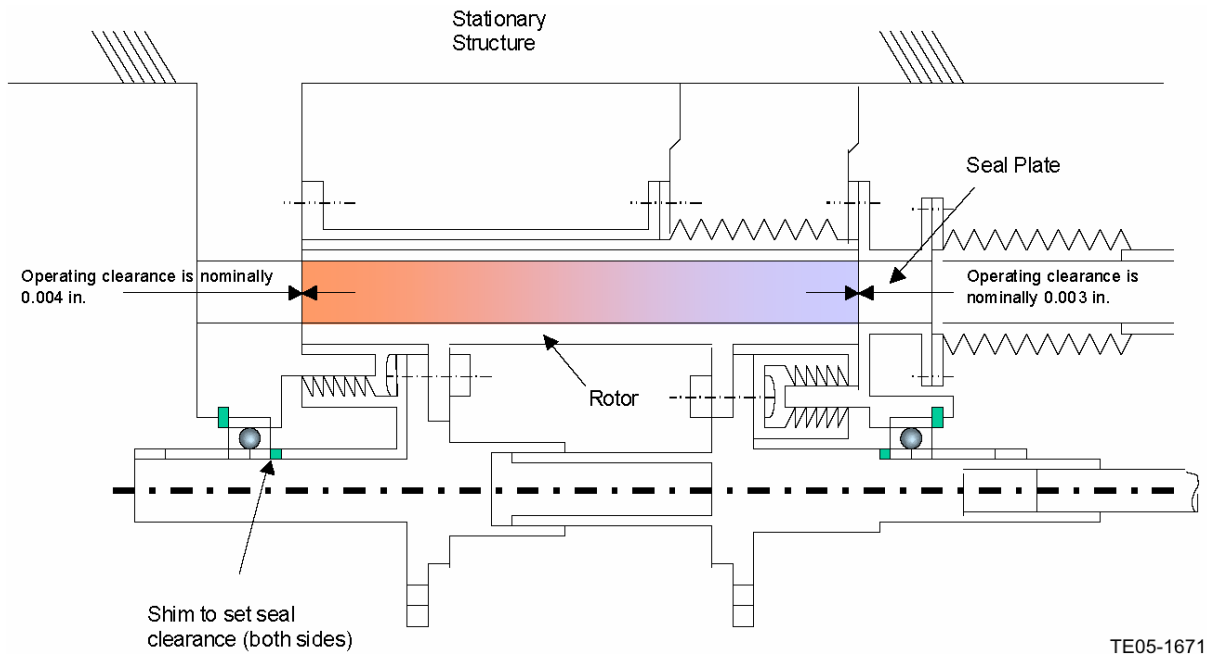 Stationary
Structure
Seal Plate
Operating clearance is nominally
0.004 in.
Operating clearance is
nominally 0.003 in.
Rotor
Shim to set seal
clearance (both sides)
TE05-1671